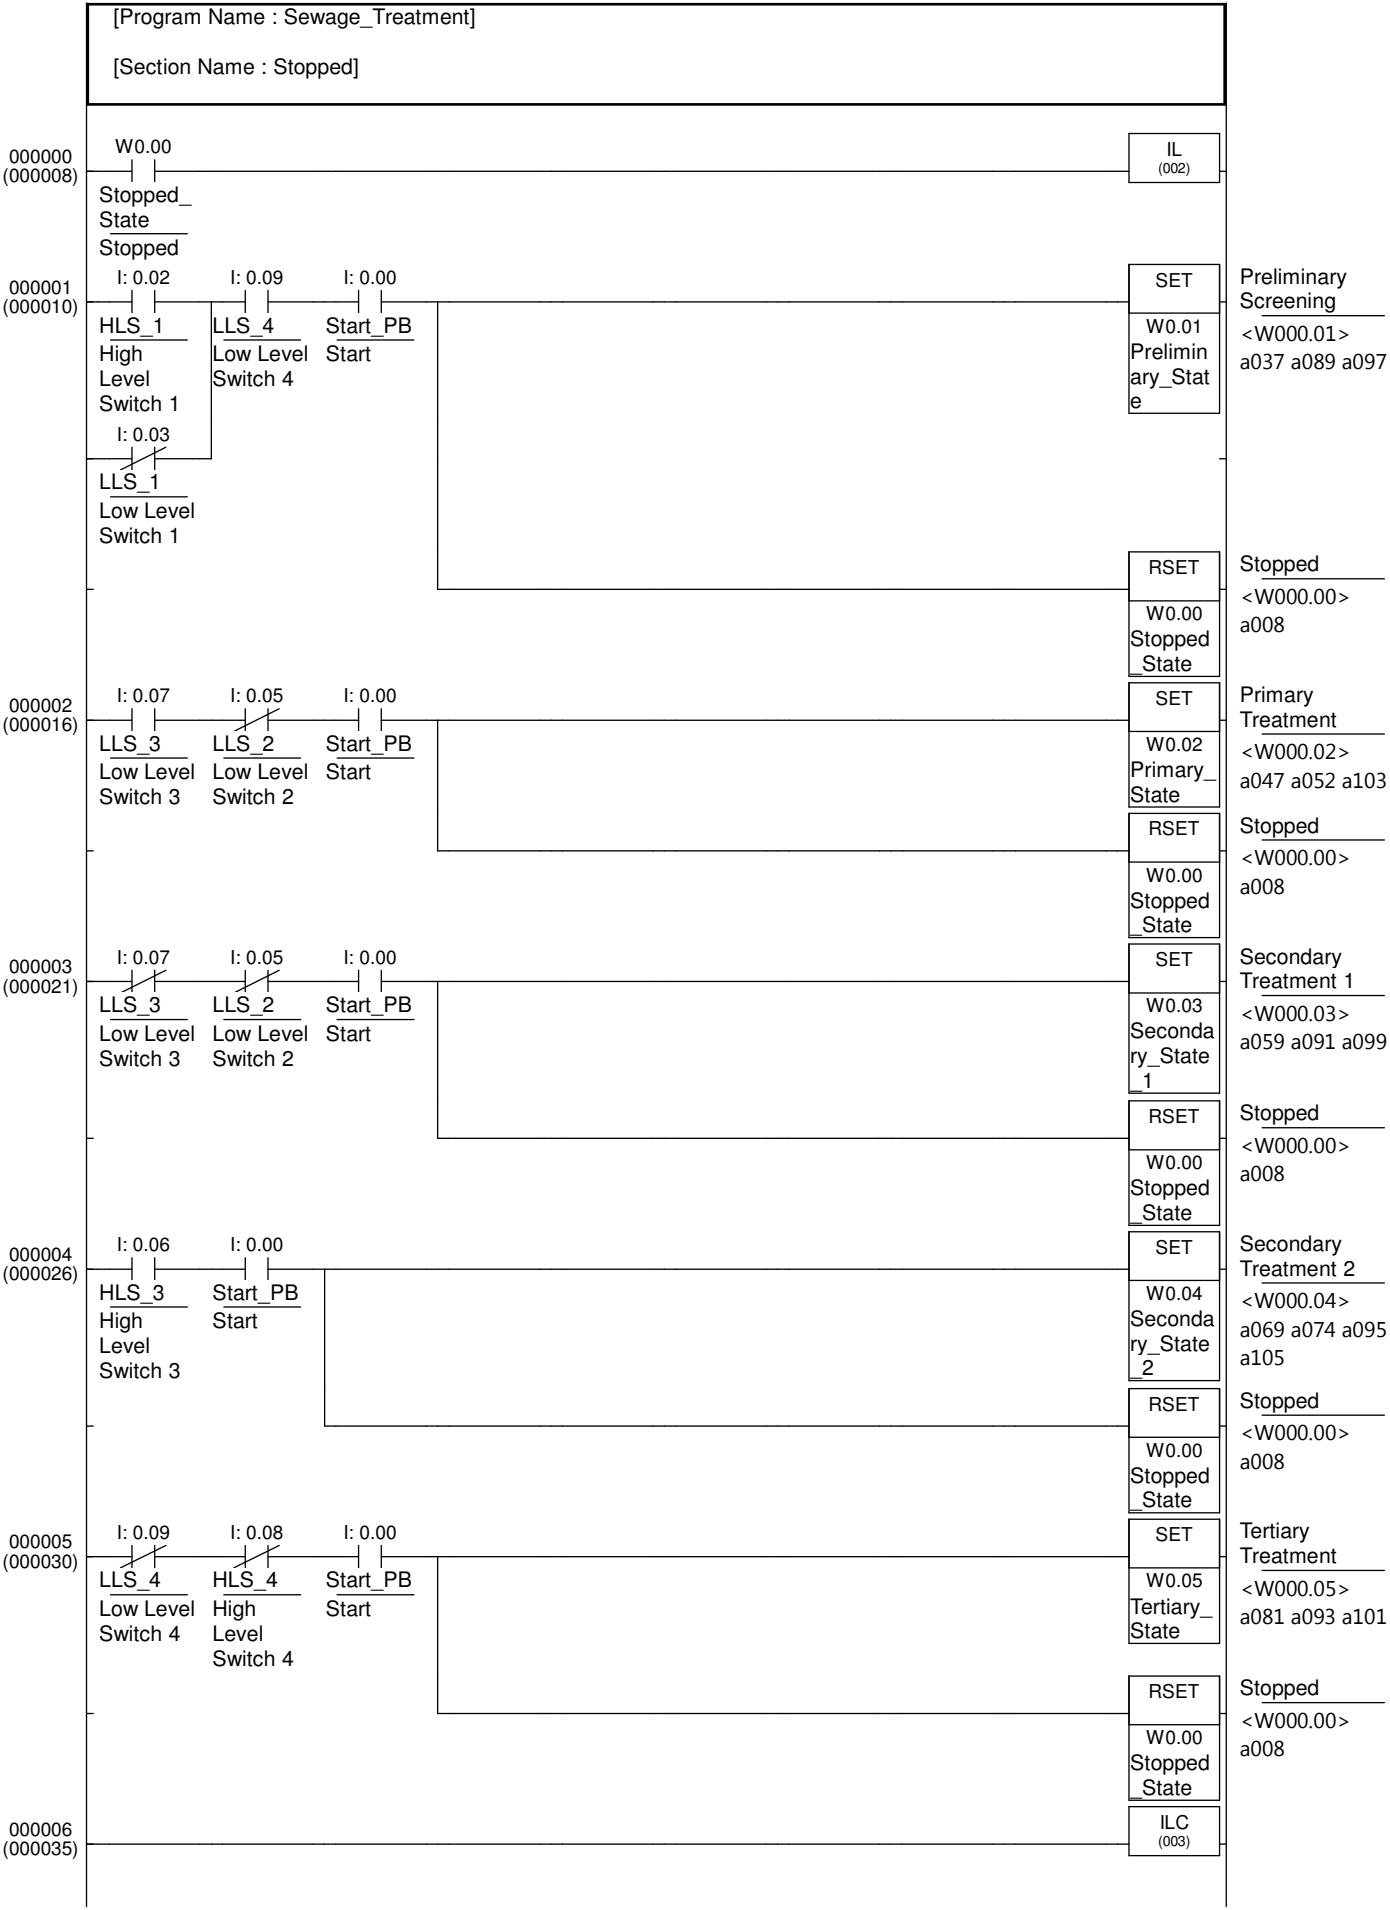 [Program Name : Sewage_Treatment]
[Section Name : Stopped]
000000
(000008)
W0.00
Stopped_
State
Stopped
IL
(002)
000001
(000010)
I: 0.02
HLS_1
High
Level
Switch 1
I: 0.09
LLS_4
Low Level
Switch 4
I: 0.00
Start_PB
Start
I: 0.03
LLS_1
Low Level
Switch 1
SET
W0.01
Prelimin
ary_Stat
e
Preliminary
Screening
<W000.01>
a037 a089 a097
RSET
W0.00
Stopped
_State
Stopped
<W000.00>
a008
000002
(000016)
I: 0.07
LLS_3
Low Level
Switch 3
I: 0.05
LLS_2
Low Level
Switch 2
I: 0.00
Start_PB
Start
SET
W0.02
Primary_
State
Primary
Treatment
<W000.02>
a047 a052 a103
RSET
W0.00
Stopped
_State
Stopped
<W000.00>
a008
000003
(000021)
I: 0.07
LLS_3
Low Level
Switch 3
I: 0.05
LLS_2
Low Level
Switch 2
I: 0.00
Start_PB
Start
SET
W0.03
Seconda
ry_State
_1
Secondary
Treatment 1
<W000.03>
a059 a091 a099
RSET
W0.00
Stopped
_State
Stopped
<W000.00>
a008
000004
(000026)
I: 0.06
HLS_3
High
Level
Switch 3
I: 0.00
Start_PB
Start
SET
W0.04
Seconda
ry_State
_2
Secondary
Treatment 2
<W000.04>
a069 a074 a095
a105
RSET
W0.00
Stopped
_State
Stopped
<W000.00>
a008
000005
(000030)
I: 0.09
LLS_4
Low Level
Switch 4
I: 0.08
HLS_4
High
Level
Switch 4
I: 0.00
Start_PB
Start
SET
W0.05
Tertiary_
State
Tertiary
Treatment
<W000.05>
a081 a093 a101
RSET
W0.00
Stopped
_State
Stopped
<W000.00>
a008
000006
(000035)
ILC
(003)